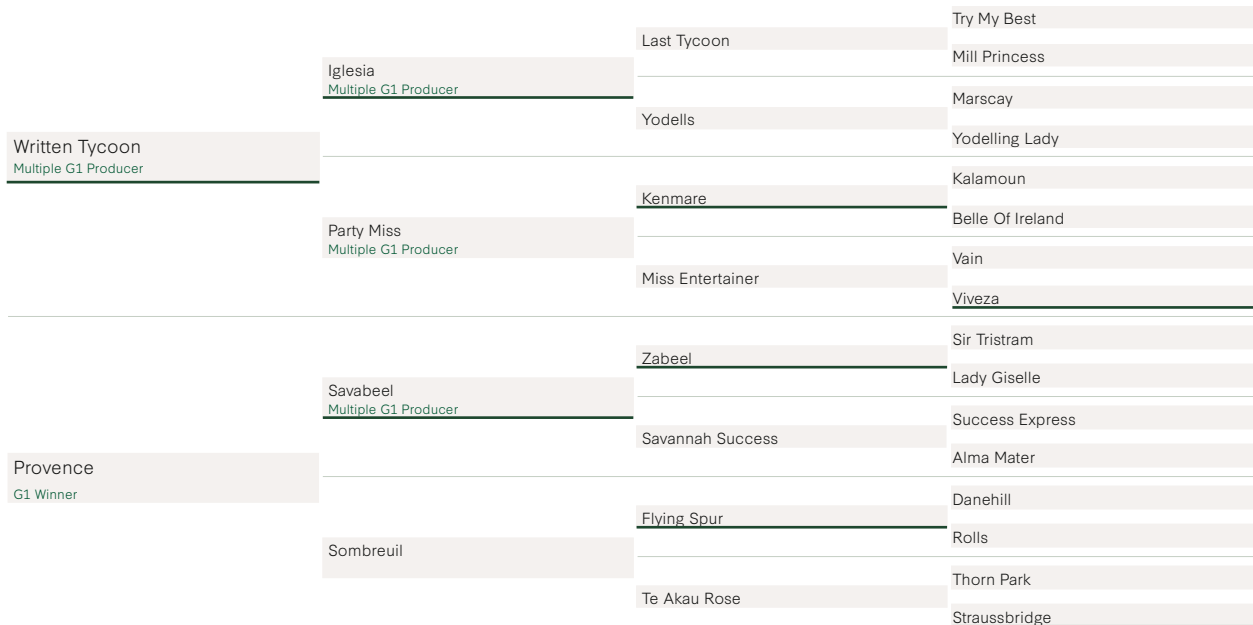 Written Tycoon
Multiple G1 Producer
Provence
G1 Winner
Iglesia
Multiple G1 Producer
Party Miss
Multiple G1 Producer
Savabeel
Multiple G1 Producer
Sombreuil
Last Tycoon
Yodells
Kenmare
Miss Entertainer
Zabeel
Savannah Success
Flying Spur
Te Akau Rose
Try My Best
Mill Princess
Marscay
Yodelling Lady
Kalamoun
Belle Of Ireland
Vain
Viveza
Sir Tristram
Lady Giselle
Success Express
Alma Mater
Danehill
Rolls
Thorn Park
Straussbridge